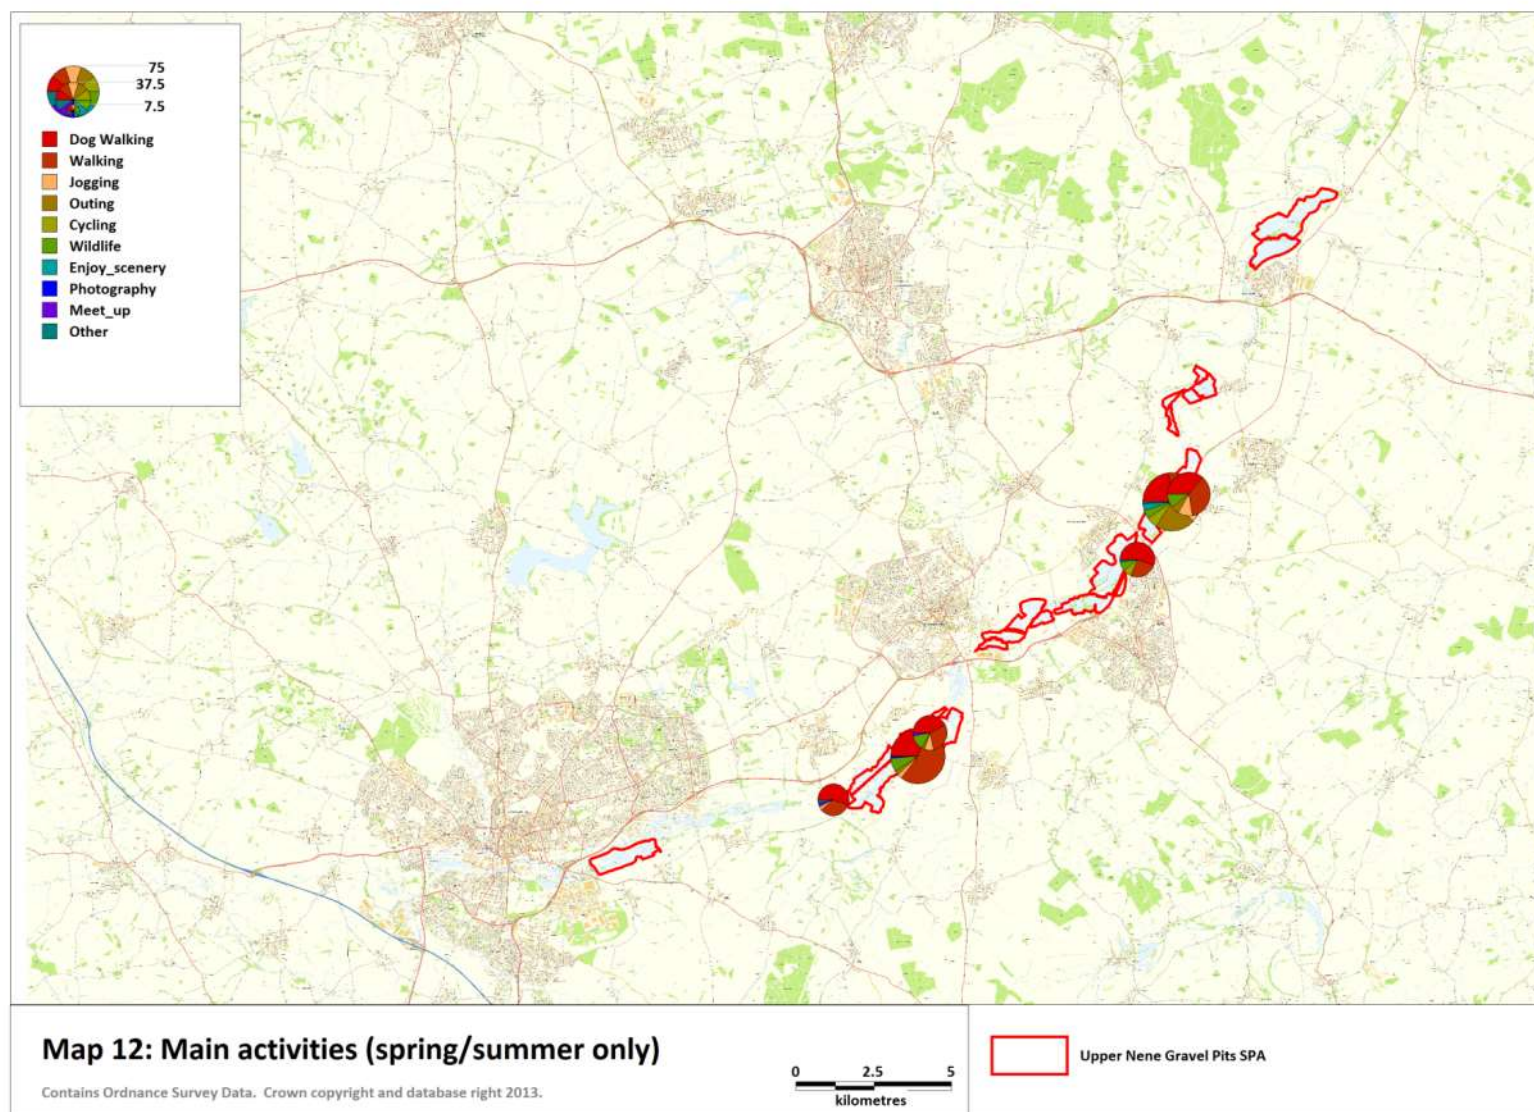 75
37.5
7.5
Dog Walking
Walking
Jogging
Outing
Cycling
Wildlife
Enjoy_scenery
Photography
Meet_up
Other
Map 12: Main activities (spring/summer only)
Contains Ordnance Survey Data. Crown copyright and database right 2013.
0 2.5 5
kilometres
Upper Nene Gravel Pits SPA